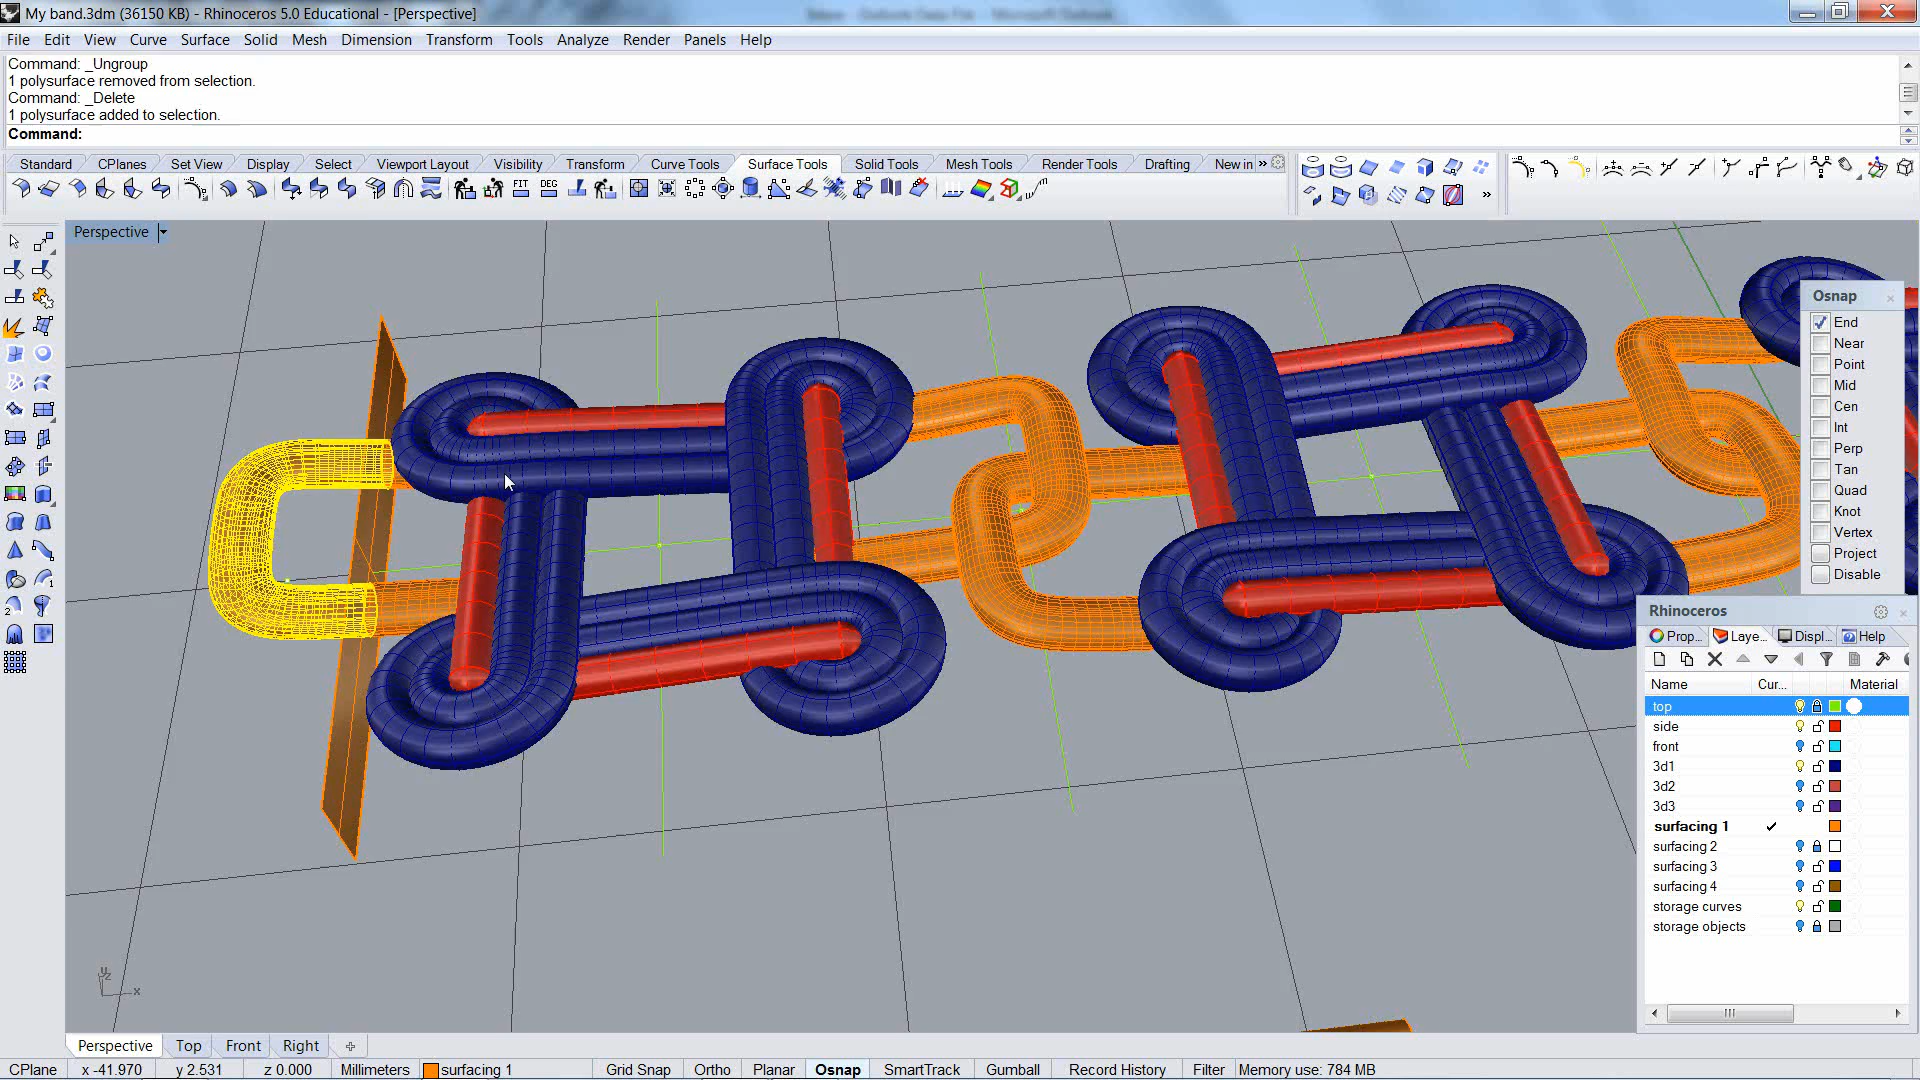 My band.3dm (36150 KB) - Rhinoceros 5.0 Educational - [Perspective]
File Edit View Curve Surface Solid Mesh Dimension Transform Tools Analyze Render Panels Help
Command: _Ungroup
1 polysurface removed from selection.
Command: _Delete
1 polysurface added to selection.
Command:
Standard CPlanes Set View Display Select Viewport Layout Visibility Transform Curve Tools Surface Tools Solid Tools Mesh Tools Render Tools Drafting New in »
FIT DEG
Perspective
Osnap
End
Near
Point
Mid
Cen
Int
Perp
Tan
Quad
Knot
Vertex
Project
Disable
Rhinoceros
Prop... Laye... Displ... Help
Name Cur... Material
top
side
front
3d1
3d2
3d3
surfacing 1
surfacing 2
surfacing 3
surfacing 4
storage curves
storage objects
x
Perspective Top Front Right
CPlane x -41.970 y 2.531 z 0.000 Millimeters surfacing 1 Grid Snap Ortho Planar Osnap SmartTrack Gumball Record History Filter Memory use: 784 MB